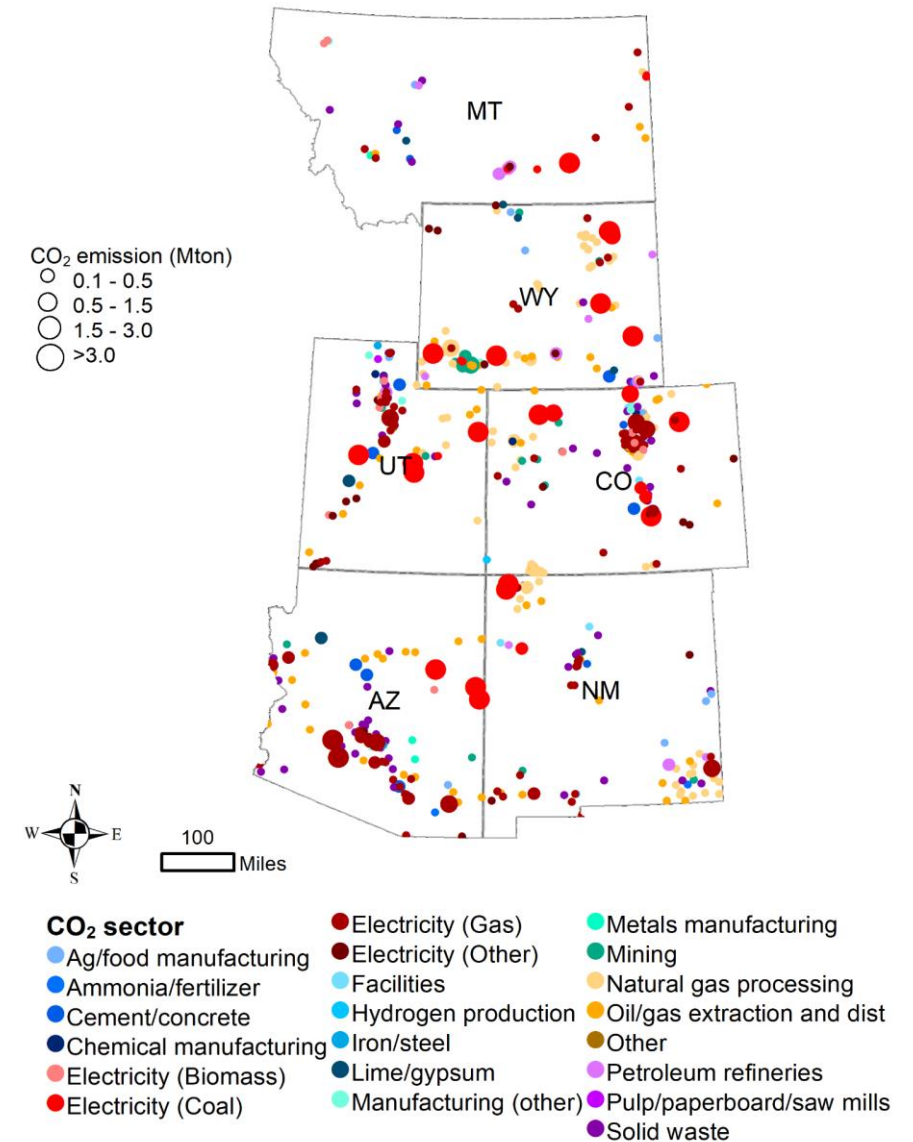 MT
CO₂ emission (Mton)
0.1 - 0.5
0.5 - 1.5
1.5 - 3.0
>3.0
WY
UT
CO
AZ
NM
N
W E
S
100
Miles
CO₂ sector
Ag/food manufacturing
Ammonia/fertilizer
Cement/concrete
Chemical manufacturing
Electricity (Biomass)
Electricity (Coal)
Electricity (Gas)
Electricity (Other)
Facilities
Hydrogen production
Iron/steel
Lime/gypsum
Manufacturing (other)
Metals manufacturing
Mining
Natural gas processing
Oil/gas extraction and dist
Other
Petroleum refineries
Pulp/paperboard/saw mills
Solid waste